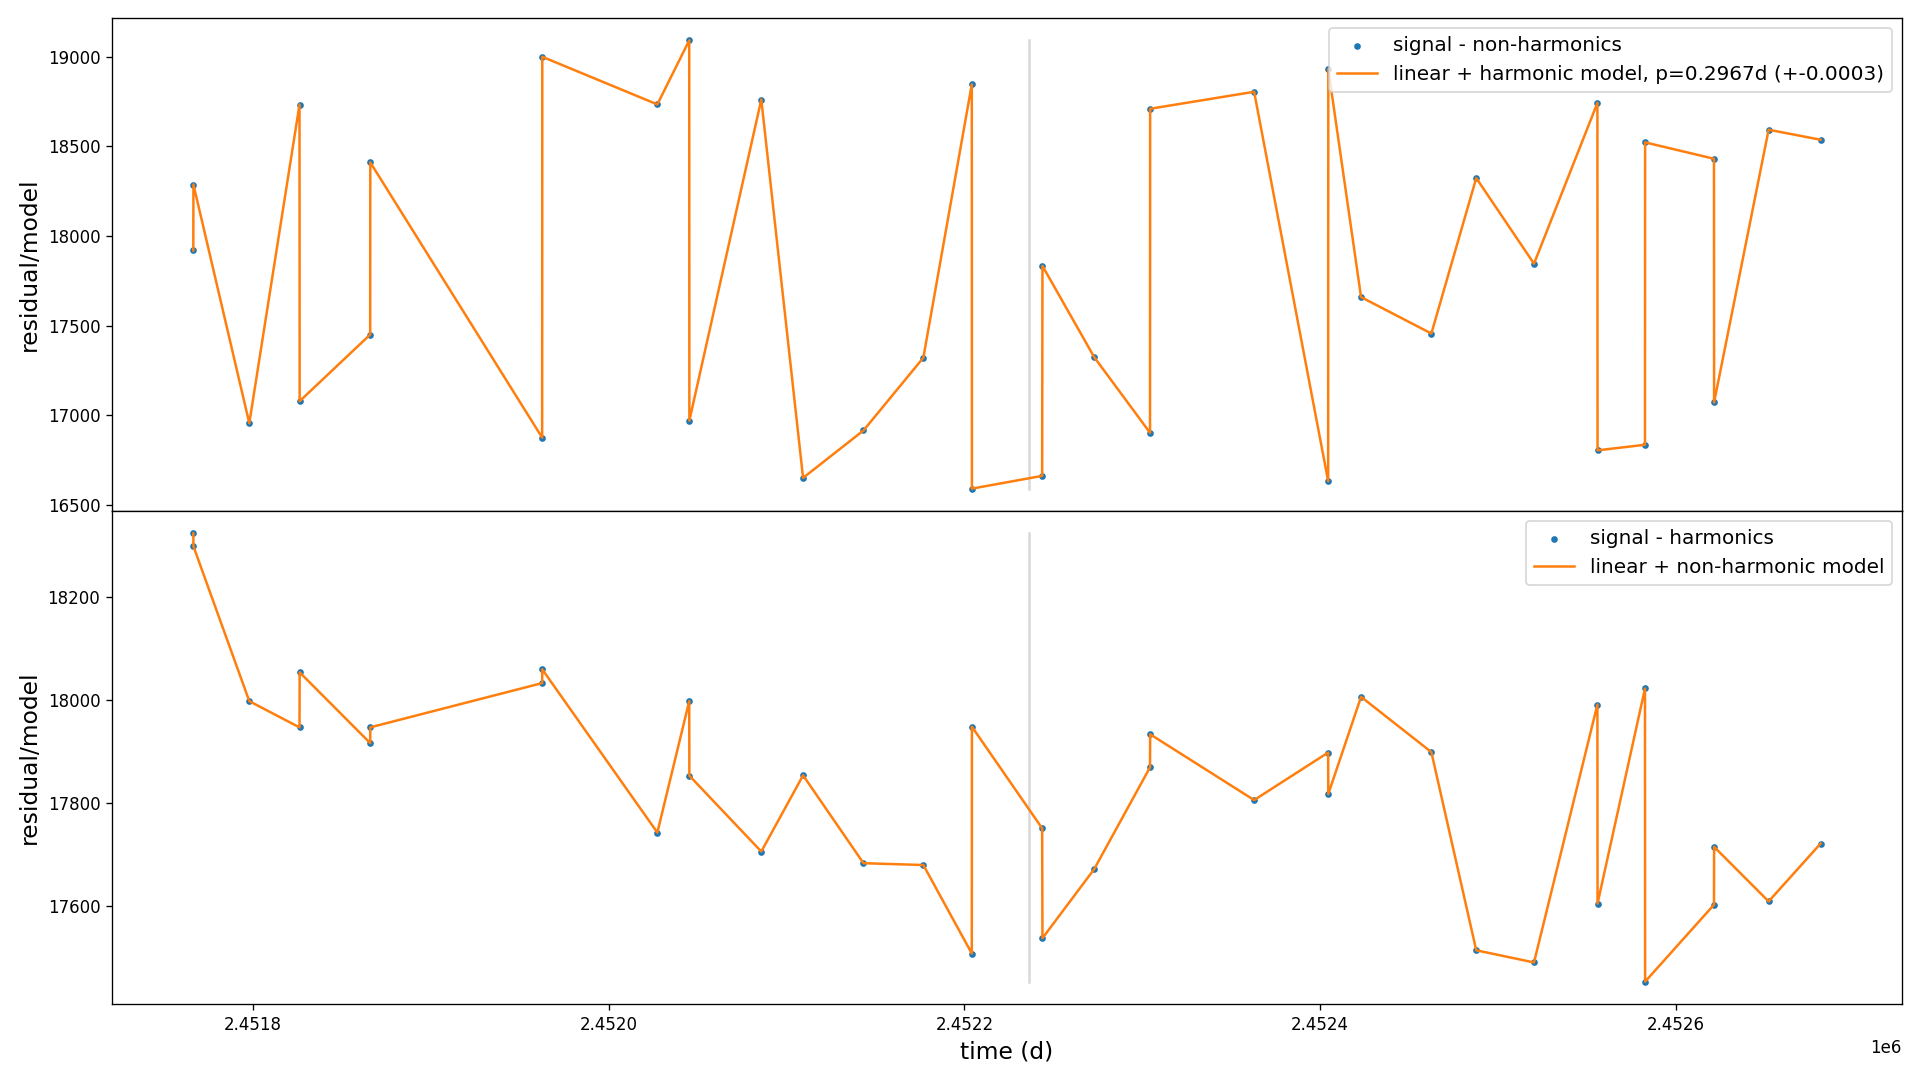 19000
18500
18000
17500
17000
16500
residual/model
signal - non-harmonics
linear + harmonic model, p=0.2967d (+-0.0003)
18200
18000
17800
17600
residual/model
signal - harmonics
linear + non-harmonic model
2.4518
2.4520
2.4522
2.4524
2.4526
time (d)
1e6